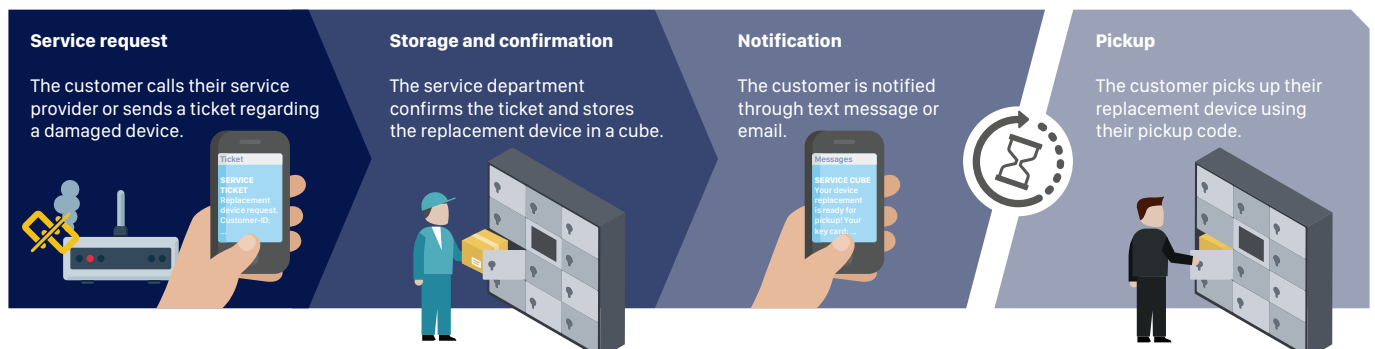 Service request
The customer calls their service
provider or sends a ticket regarding
a damaged device.
Ticket
SERVICE
TICKET
Replacement
device request.
Customer-ID:
...
Storage and confirmation
The service department
confirms the ticket and stores
the replacement device in a cube.
Notification
The customer is notified
through text message or
email.
Messages
SERVICE CUBE
Your device
replacement
is ready for
pickup! Your
key card: ...
Pickup
The customer picks up their
replacement device using
their pickup code.